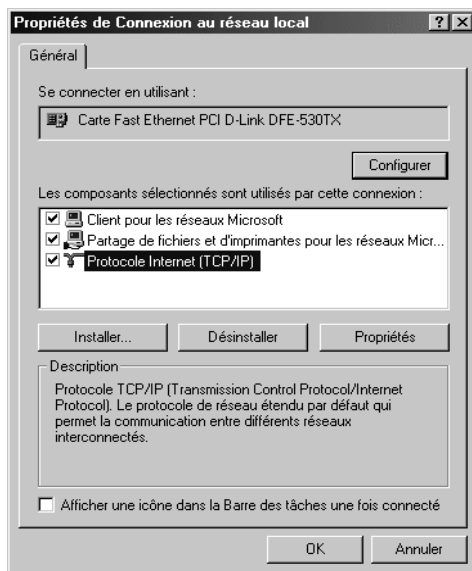 Propriétés de Connexion au réseau local
Général
Se connecter en utilisant :
Carte Fast Ethernet PCI D-Link DFE-530TX
Configurer
Les composants sélectionnés sont utilisés par cette connexion :
Client pour les réseaux Microsoft
Partage de fichiers et d'imprimantes pour les réseaux Micr...
Protocole Internet (TCP/IP)
Installer... Désinstaller Propriétés
Description
Protocole TCP/IP (Transmission Control Protocol/Internet
Protocol). Le protocole de réseau étendu par défaut qui
permet la communication entre différents réseaux
interconnectés.
Afficher une icône dans la Barre des tâches une fois connecté
OK Annuler